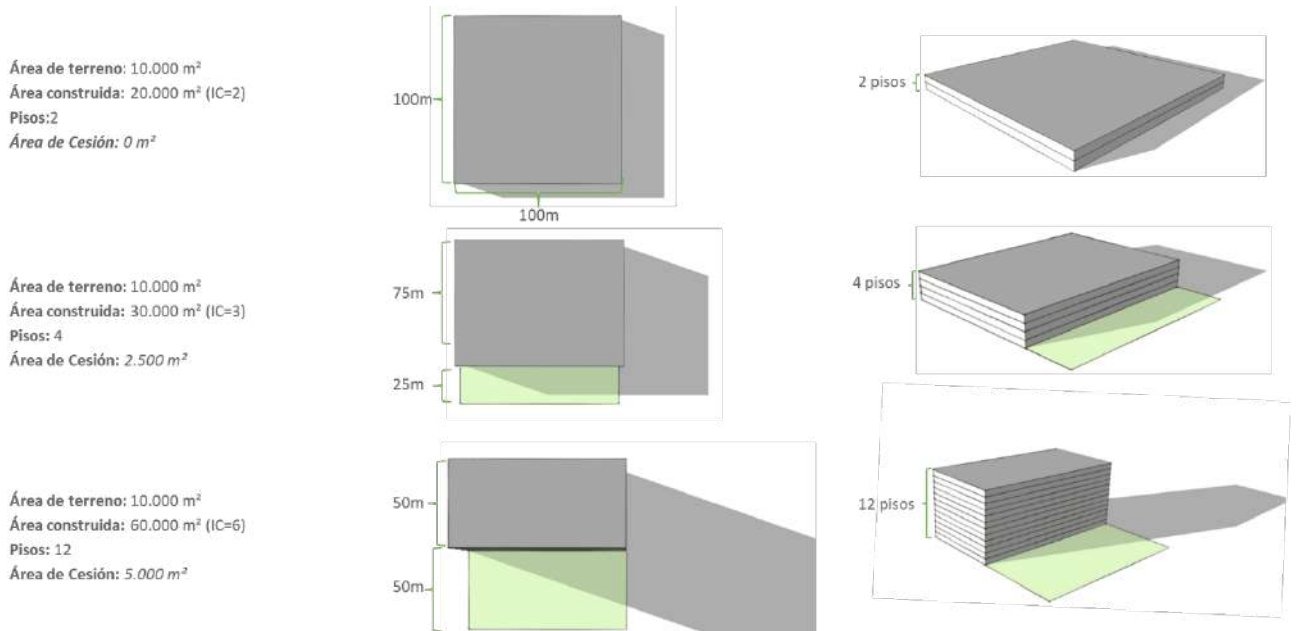 Área de terreno: 10.000 m²
Área construida: 20.000 m² (IC=2)
Pisos:2
Área de Cesión: 0 m²
100m
100m
2 pisos
Área de terreno: 10.000 m²
Área construida: 30.000 m² (IC=3)
Pisos: 4
Área de Cesión: 2.500 m²
75m
25m
4 pisos
Área de terreno: 10.000 m²
Área construida: 60.000 m² (IC=6)
Pisos: 12
Área de Cesión: 5.000 m²
50m
50m
12 pisos